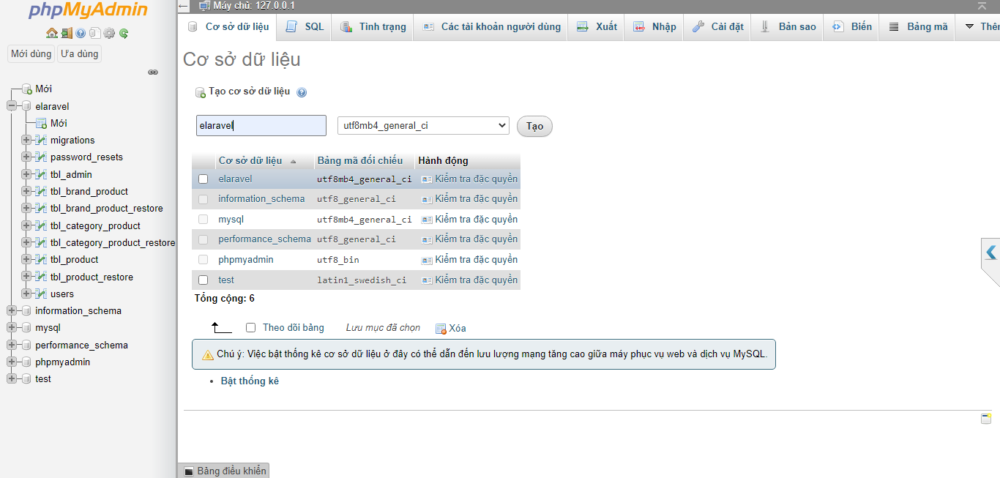 phpMyAdmin
Mới dùng
Ưa dùng
Mới
elaravel
Mới
migrations
password_resets
tbl_admin
tbl_brand_product
tbl_brand_product_restore
tbl_category_product
tbl_category_product_restore
tbl_product
tbl_product_restore
users
information_schema
mysql
performance_schema
phpmyadmin
test
Máy chủ: 127.0.0.1
Cơ sở dữ liệu SQL Tình trạng Các tài khoản người dùng Xuất Nhập Cài đặt Bản sao Biến Bảng mã Thêm
Cơ sở dữ liệu
Tạo cơ sở dữ liệu
elaravel utf8mb4_general_ci Tạo
Cơ sở dữ liệu Bảng mã đối chiếu Hành động
elaravel utf8mb4_general_ci Kiểm tra đặc quyền
information_schema utf8_general_ci Kiểm tra đặc quyền
mysql utf8mb4_general_ci Kiểm tra đặc quyền
performance_schema utf8_general_ci Kiểm tra đặc quyền
phpmyadmin utf8_bin Kiểm tra đặc quyền
test latin1_swedish_ci Kiểm tra đặc quyền
Tổng cộng: 6
Theo dõi bảng Lưu mục đã chọn Xóa
Chú ý: Việc bật thống kê cơ sở dữ liệu ở đây có thể dẫn đến lưu lượng mạng tăng cao giữa máy phục vụ web và dịch vụ MySQL.
• Bật thống kê
Bảng điều khiển